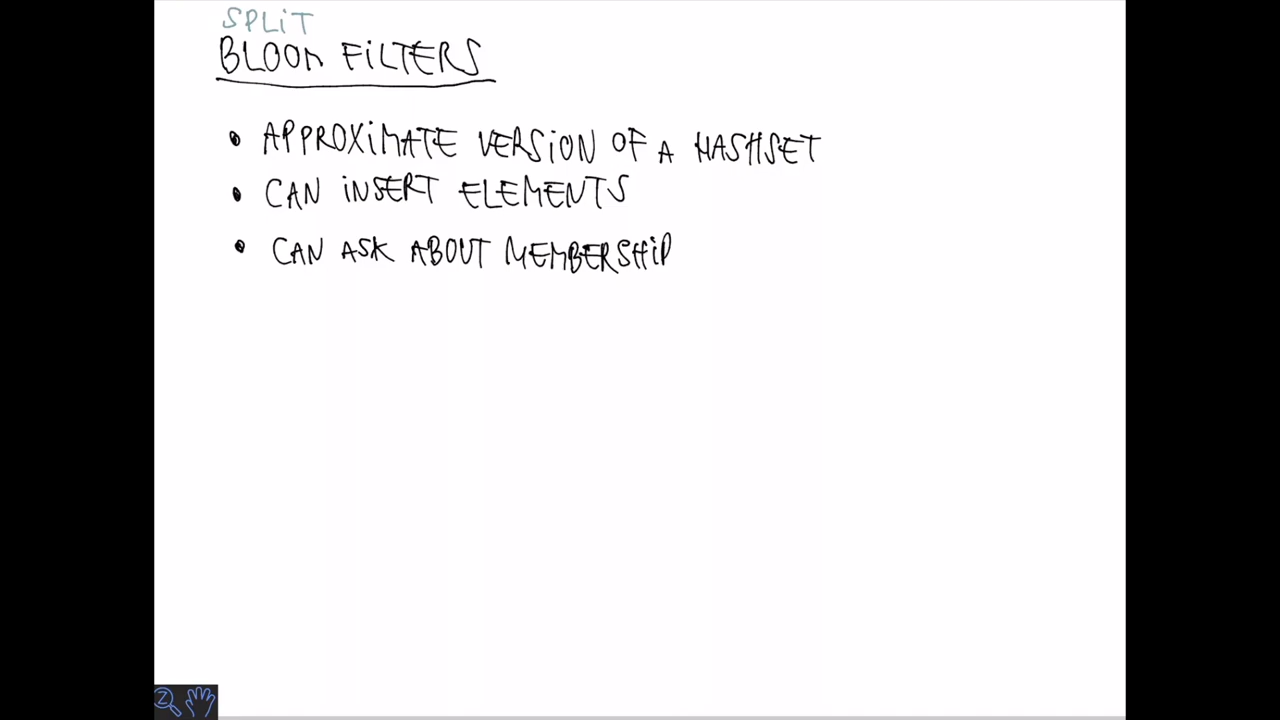 SPLIT
BLOOM FILTERS
• APPROXIMATE VERSION OF A HASHSET
• CAN INSERT ELEMENTS
• CAN ASK ABOUT MEMBERSHIP
Z